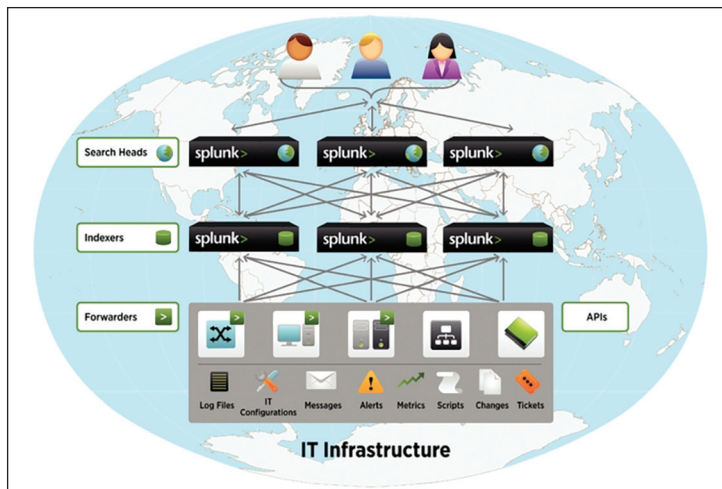 Search Heads
splunk>
splunk>
splunk>
Indexers
splunk>
splunk>
splunk>
Forwarders
>
>
>
>
APIs
Log Files
IT
Configurations
Messages
Alerts
Metrics
Scripts
Changes
Tickets
IT Infrastructure